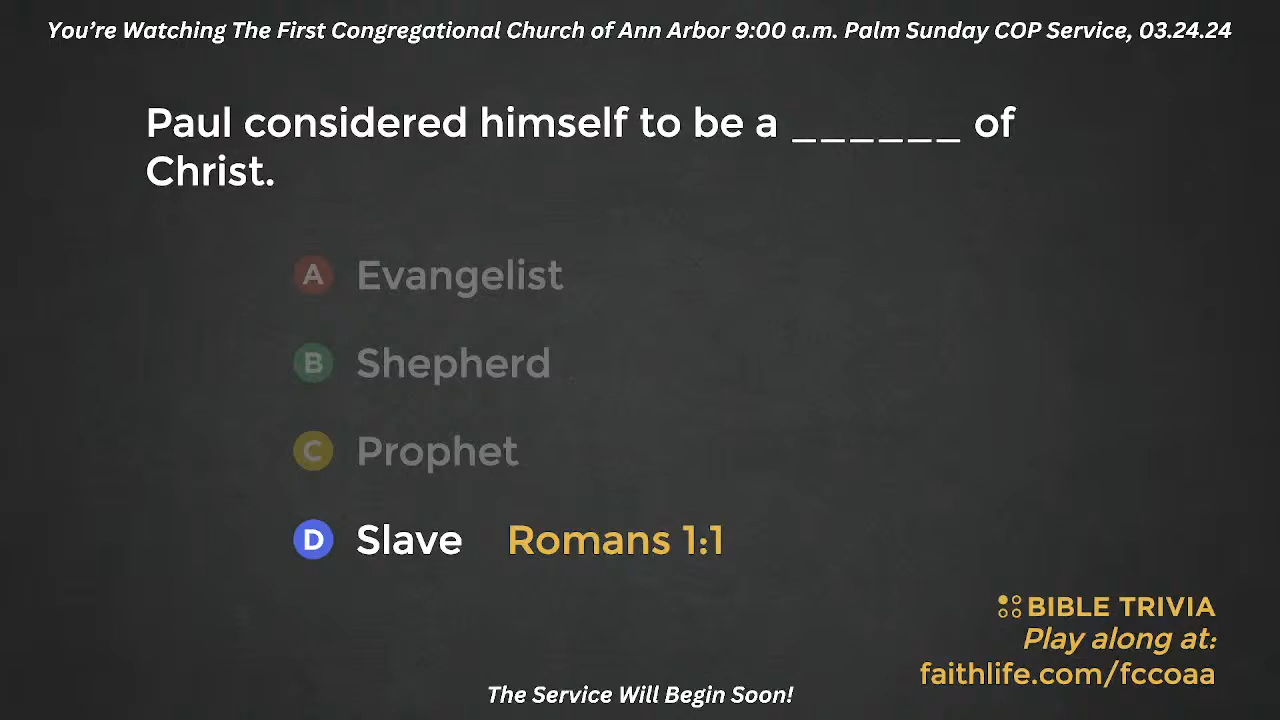 You're Watching The First Congregational Church of Ann Arbor 9:00 a.m. Palm Sunday COP Service, 03.24.24
Paul considered himself to be a ______ of
Christ.
A Evangelist
B Shepherd
C Prophet
D Slave Romans 1:1
BIBLE TRIVIA
Play along at:
faithlife.com/fccoaa
The Service Will Begin Soon!